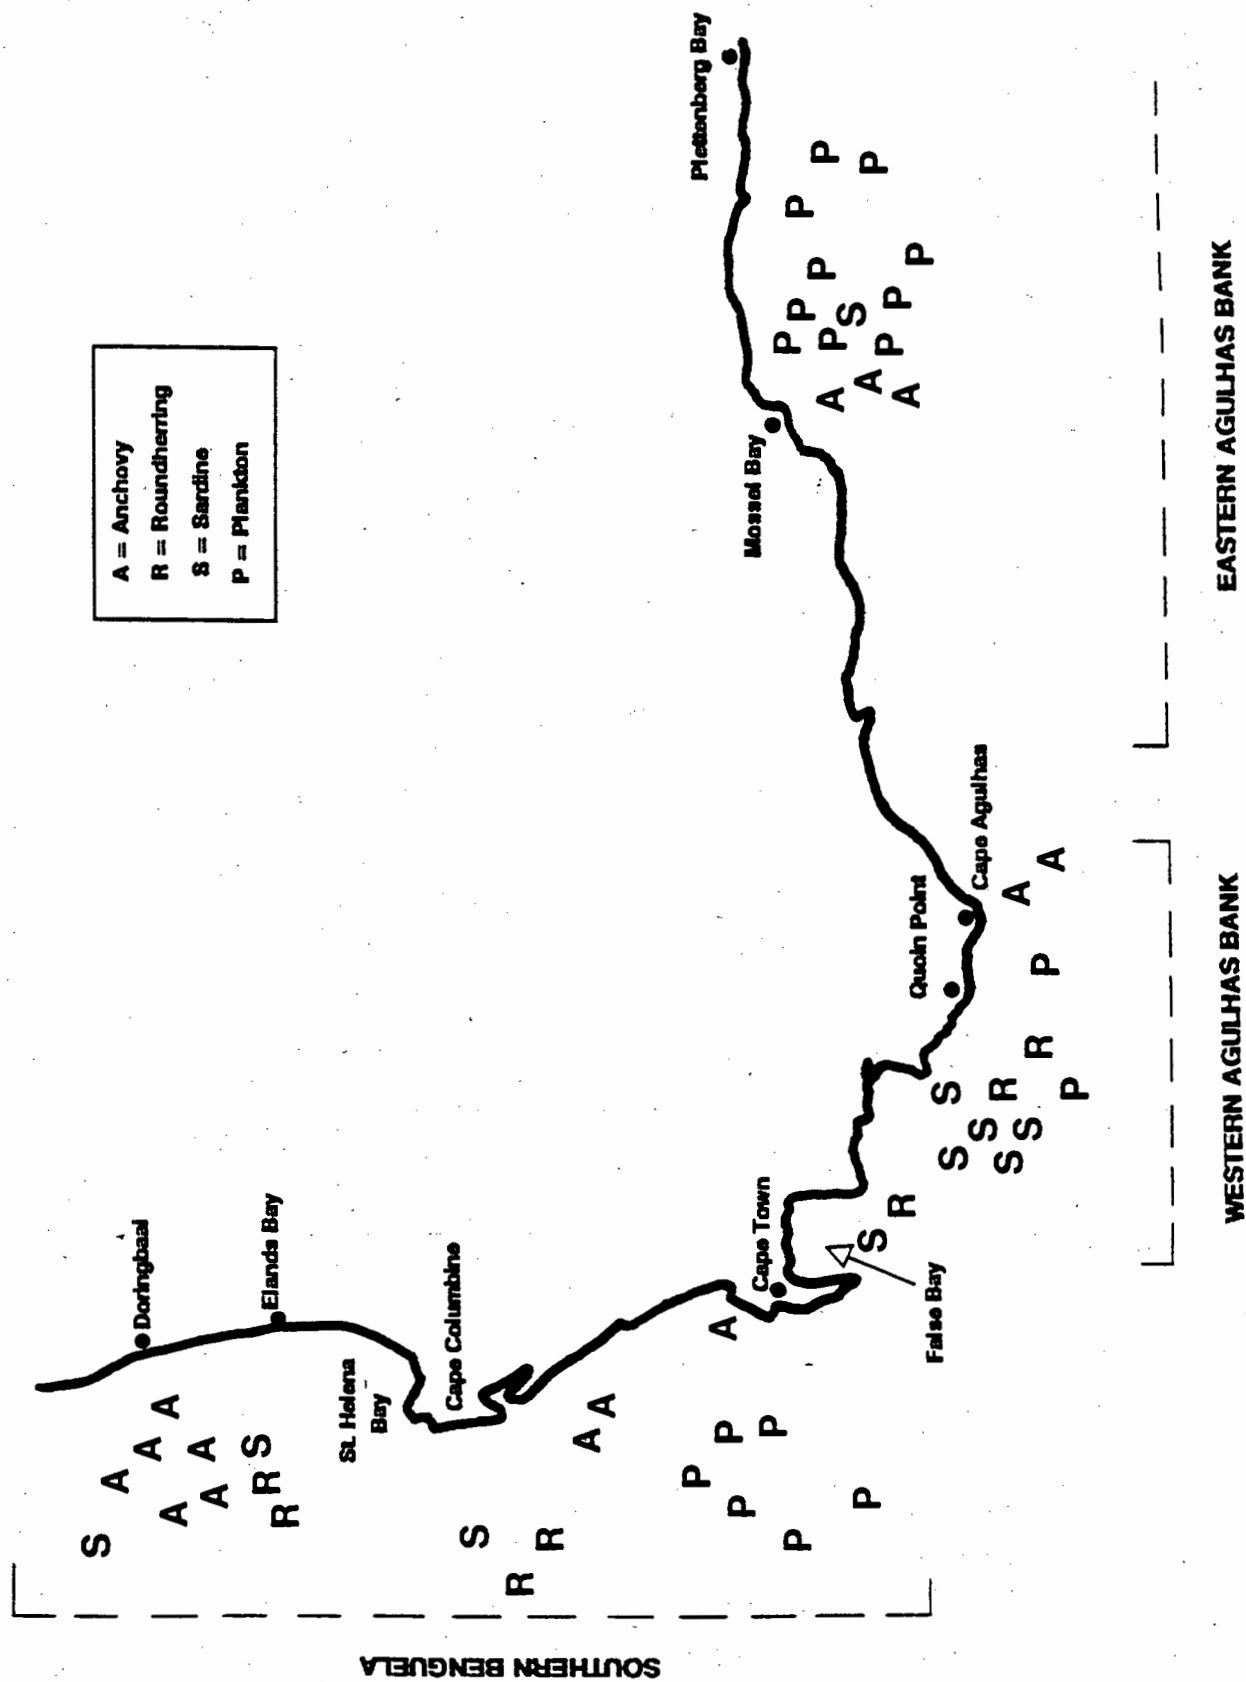 A = Anchovy
R = Roundherring
S = Sardine
P = Plankton
SOUTHERN BENGUELA
Doringbaai
Elands Bay
St. Helena
Bay
Cape Columbine
Cape Town
False Bay
Quoin Point
Cape Agulhas
Mossel Bay
Plettenberg Bay
S
A
A
A
A
A
A
S
R
R
S
R
R
A
A
P
A
P
P
P
P
P
S
R
S
S
S
S
S
R
R
P
P
A
A
A
A
A
P
P
P
P
S
P
P
P
P
P
P
WESTERN AGULHAS BANK
EASTERN AGULHAS BANK